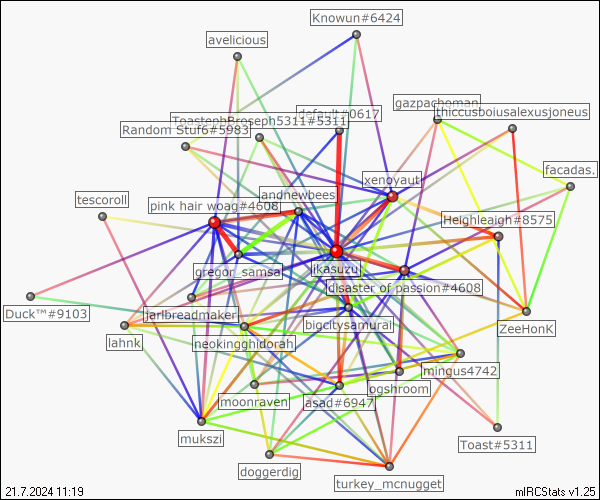 Knowun#6424
avelicious
gazpachoman
thiccusboiusalexusjoneus
default#0617
ToastephBroseph5311#5311
Random Stuf6#5983
xenoyaut
facadas.
andnewbees
tescoroll
pink hair woag#4608
Heighleaigh#8575
gregor_samsa
jikasuzu
disaster of passion#4608
Duck™#9103
jarlbreadmaker
bigcitysamurai
lahnk
neokingghidorah
ZeeHonK
mingus4742
ogshroom
moonraven
asad#6947
mukszi
Toast#5311
doggerdig
turkey_mcnugget
21.7.2024 11:19
mIRCStats v1.25